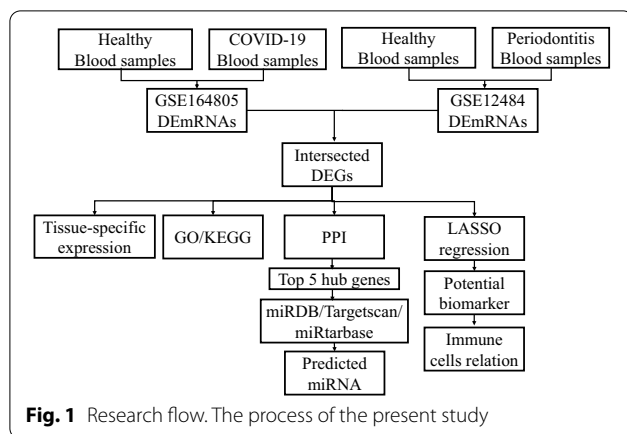 Healthy
Blood samples
COVID-19
Blood samples
Healthy
Blood samples
Periodontitis
Blood samples
GSE164805
DEmRNAs
GSE12484
DEmRNAs
Intersected
DEGs
Tissue-specific
expression
GO/KEGG
PPI
LASSO
regression
Top 5 hub genes
Potential
biomarker
miRDB/Targetscan/
miRtarbase
Immune
cells relation
Predicted
miRNA
Fig. 1 Research flow. The process of the present study